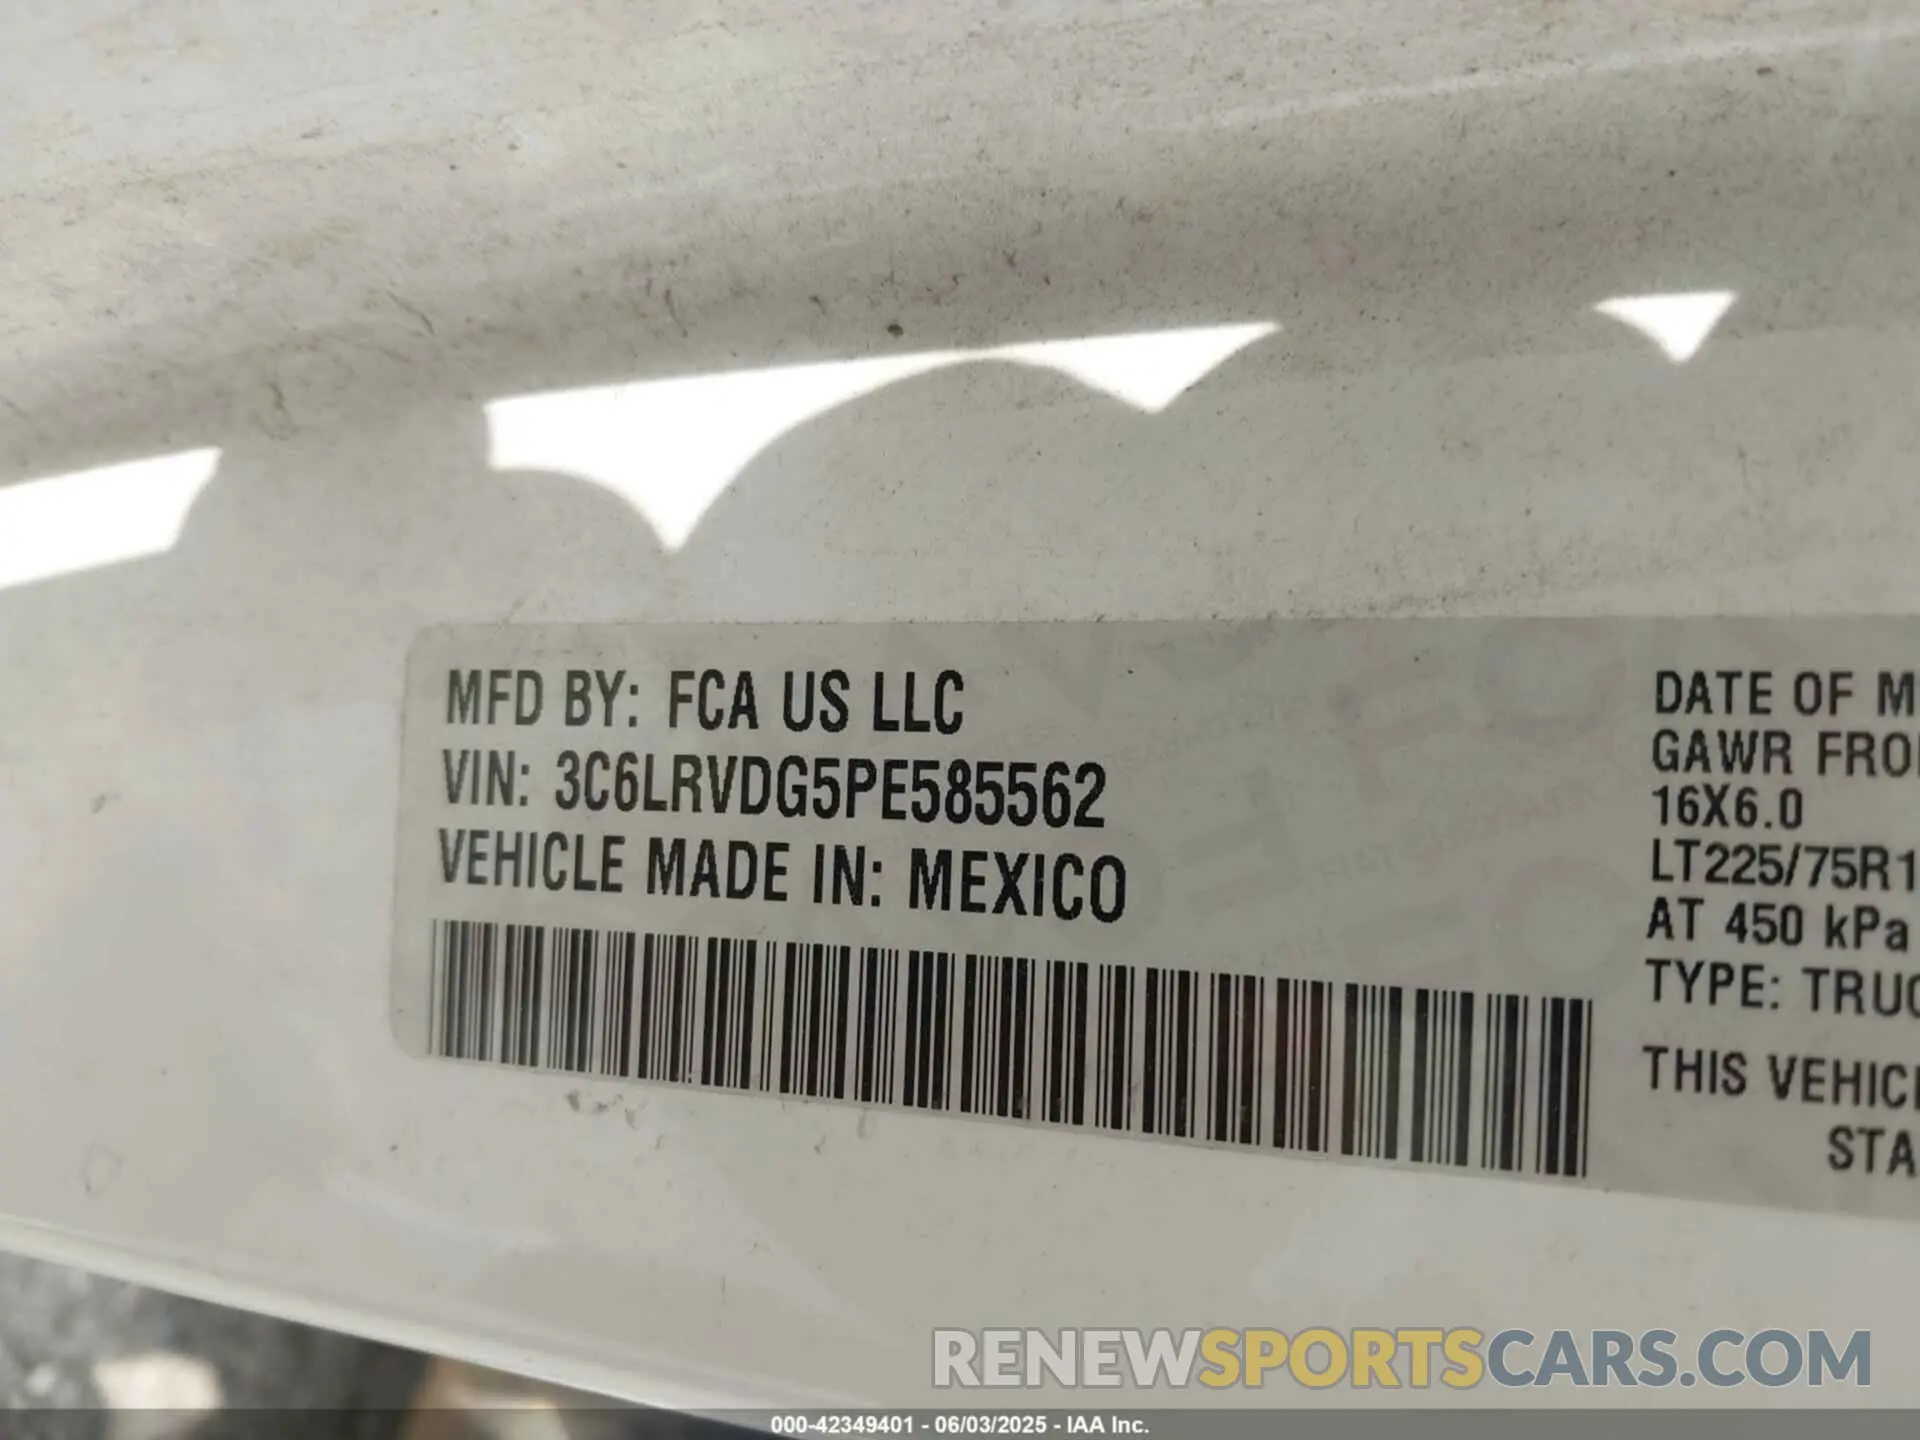 MFD BY: FCA US LLC
VIN: 3C6LRVDG5PE585562
VEHICLE MADE IN: MEXICO
DATE OF M
GAWR FRO
16X6.0
LT225/75R1
AT 450 kPa
TYPE: TRUC
THIS VEHIC
STA
RENEWSPORTSCARS.COM
000-42349401 - 06/03/2025 - IAA Inc.